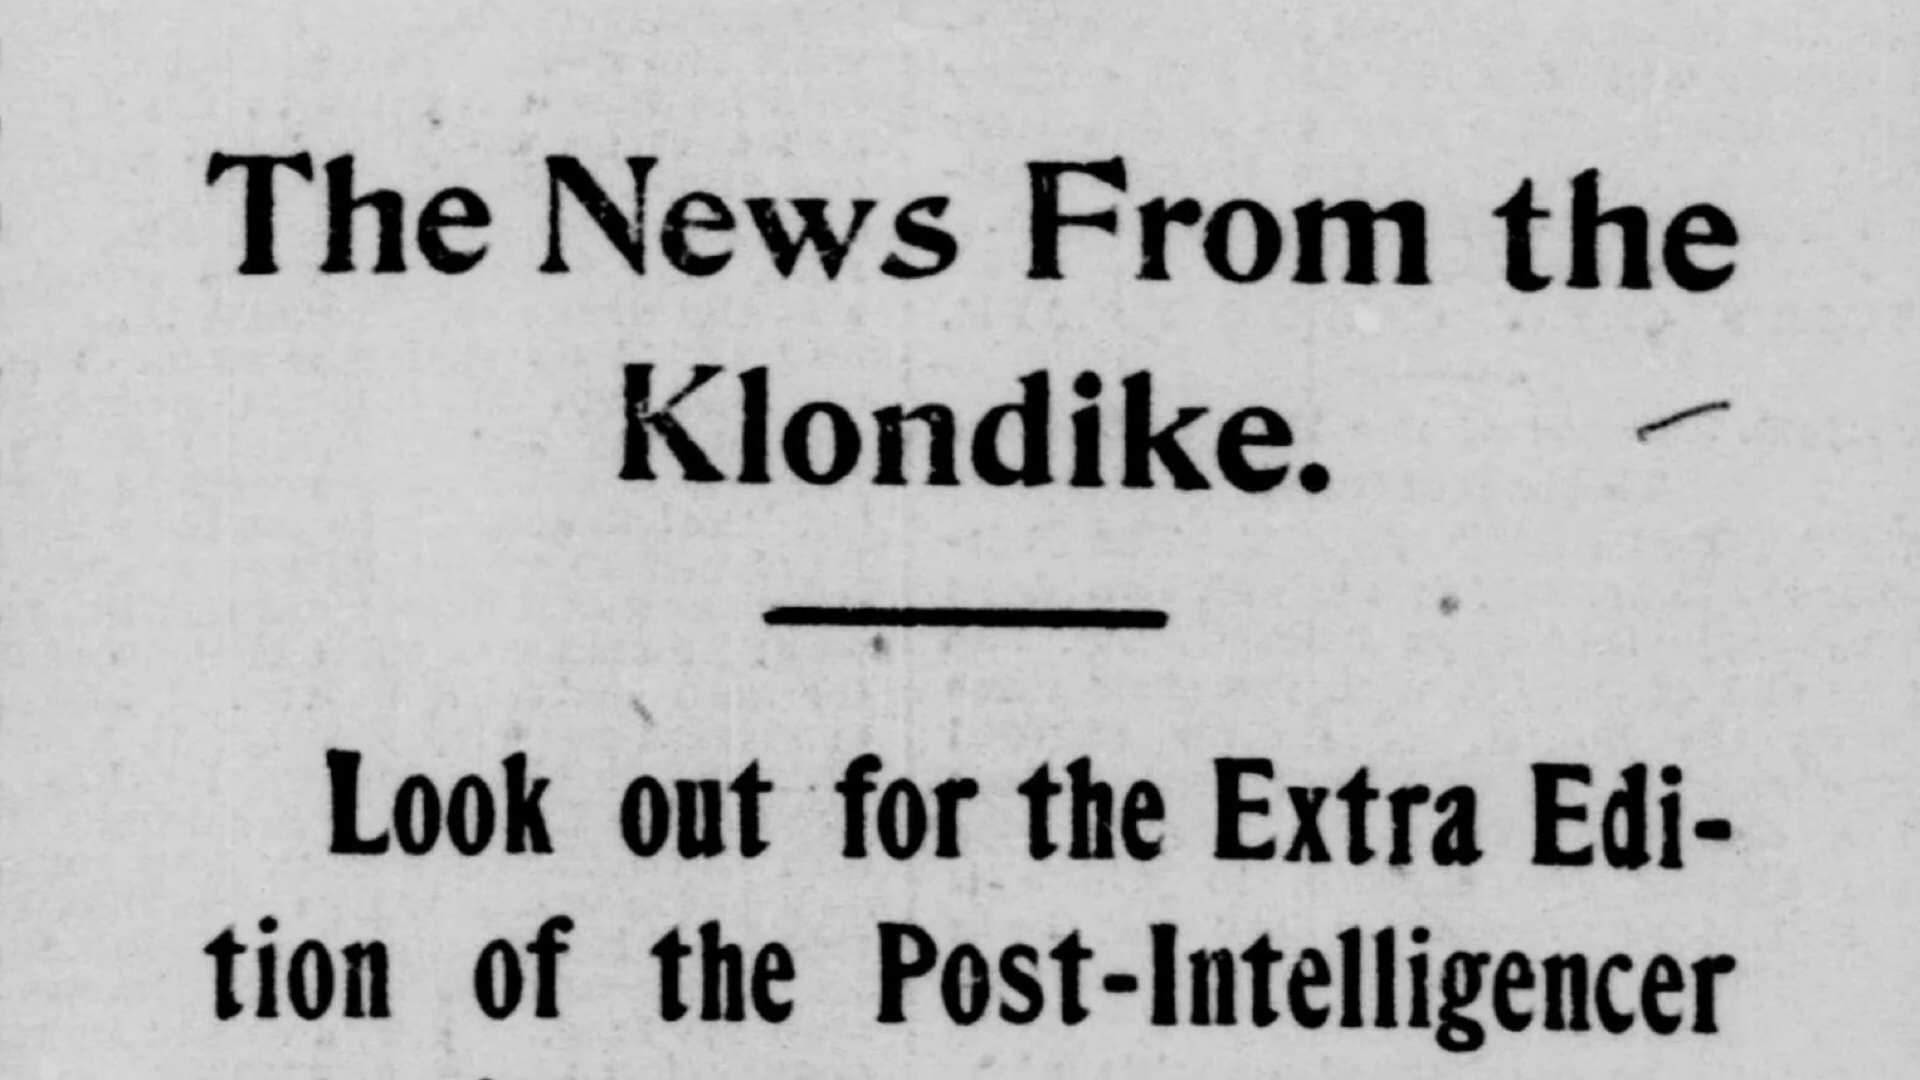 The News From the
Klondike.
Look out for the Extra Edi-
tion of the Post-Intelligencer